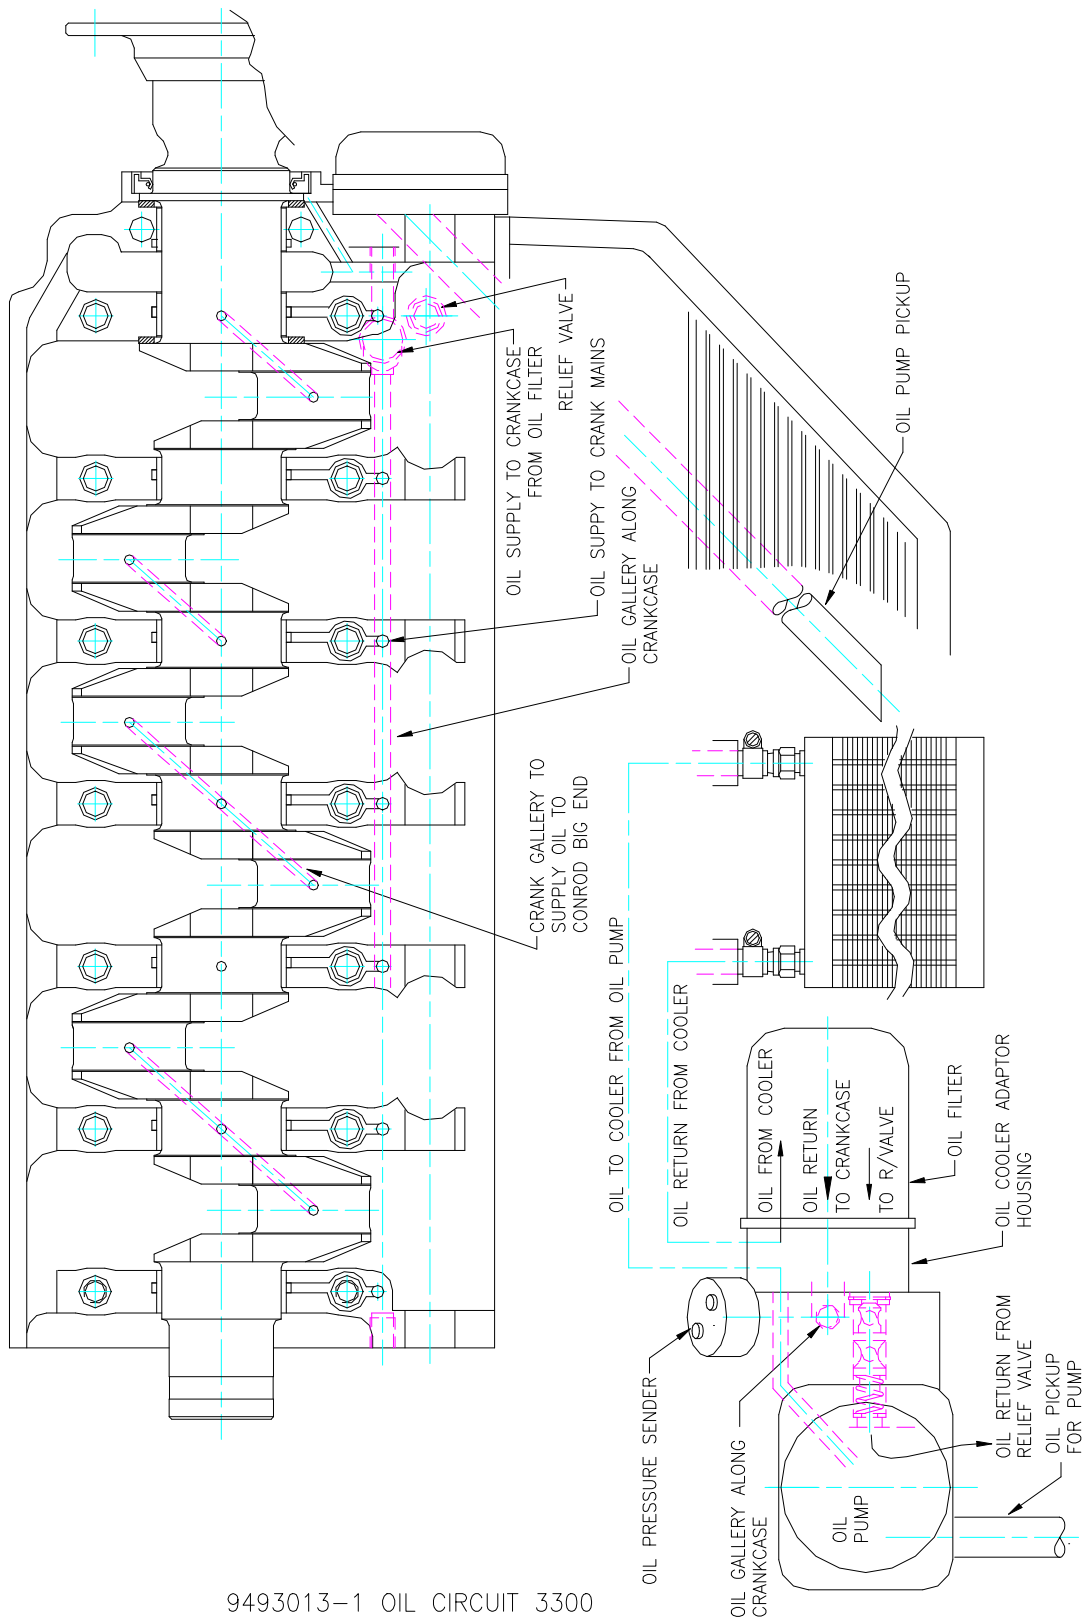 OIL SUPPLY TO CRANKCASE
FROM OIL FILTER
RELIEF VALVE
OIL SUPPY TO CRANK MAINS
OIL GALLERY ALONG
CRANKCASE
OIL PUMP PICKUP
CRANK GALLERY TO
SUPPLY OIL TO
CONROD BIG END
OIL TO COOLER FROM OIL PUMP
OIL RETURN FROM COOLER
OIL FROM COOLER
OIL RETURN
TO CRANKCASE
TO R/VALVE
OIL FILTER
OIL COOLER ADAPTOR
HOUSING
OIL PRESSURE SENDER
OIL GALLERY ALONG
CRANKCASE
OIL
PUMP
OIL RETURN FROM
RELIEF VALVE
OIL PICKUP
FOR PUMP
9493013-1 OIL CIRCUIT 3300